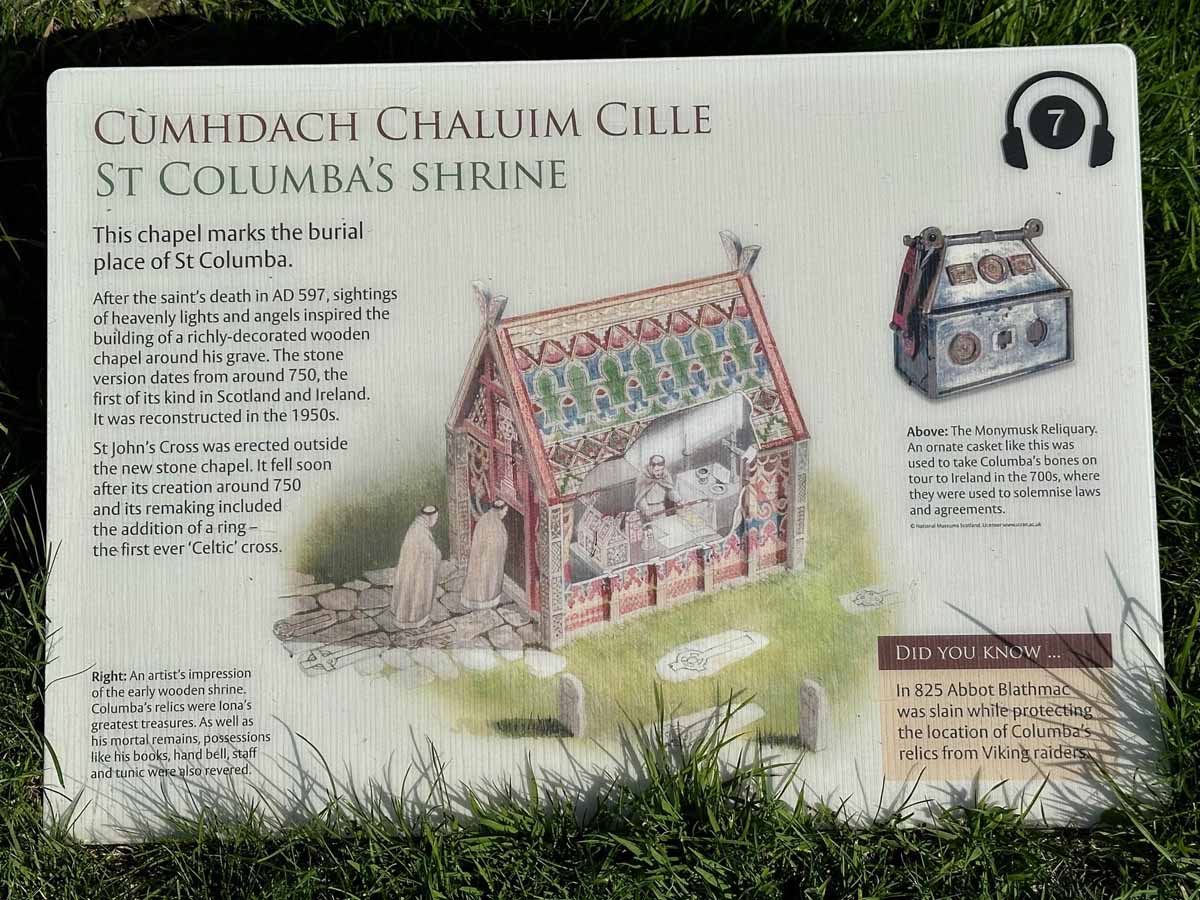 CÙMHDACH CHALUIM CILLE
ST COLUMBA'S SHRINE
7
This chapel marks the burial
place of St Columba.
After the saint's death in AD 597, sightings
of heavenly lights and angels inspired the
building of a richly-decorated wooden
chapel around his grave. The stone
version dates from around 750, the
first of its kind in Scotland and Ireland.
It was reconstructed in the 1950s.
St John's Cross was erected outside
the new stone chapel. It fell soon
after its creation around 750
and its remaking included
the addition of a ring –
the first ever 'Celtic' cross.
Right: An artist's impression
of the early wooden shrine.
Columba's relics were Iona's
greatest treasures. As well as
his mortal remains, possessions
like his books, hand bell, staff
and tunic were also revered.
Above: The Monymusk Reliquary.
An ornate casket like this was
used to take Columba's bones on
tour to Ireland in the 700s, where
they were used to solemnise laws
and agreements.
© National Museums Scotland. Licensor www.scran.ac.uk
DID YOU KNOW ...
In 825 Abbot Blathmac
was slain while protecting
the location of Columba's
relics from Viking raiders.